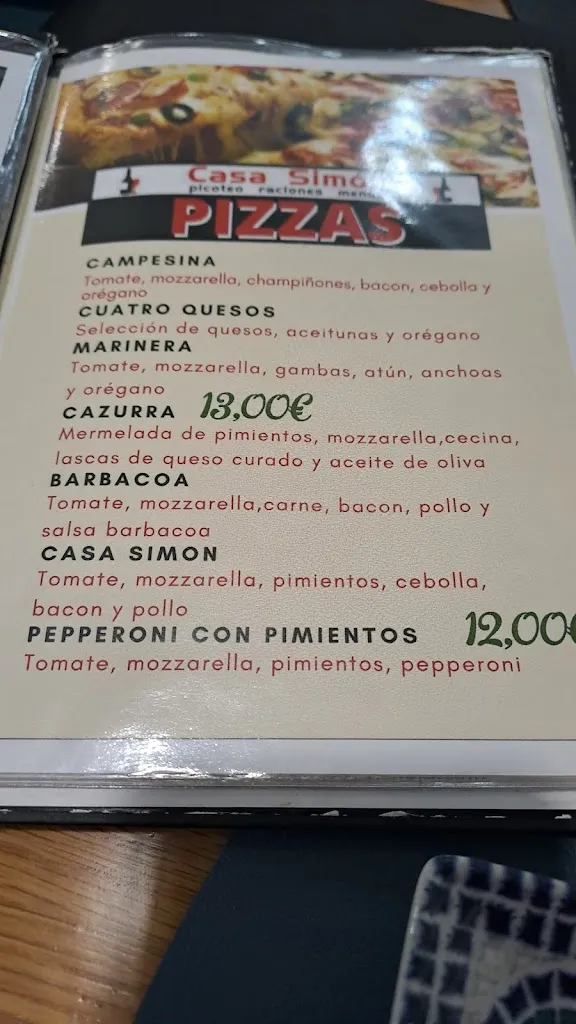 Casa Simó
picoteo raciones
PIZZAS
CAMPESINA
Tomate, mozzarella, champiñones, bacon, cebolla y
orégano
CUATRO QUESOS
Selección de quesos, aceitunas y orégano
MARINERA
Tomate, mozzarella, gambas, atún, anchoas
y orégano
CAZURRA 13,00€
Mermelada de pimientos, mozzarella,cecina,
lascas de queso curado y aceite de oliva
BARBACOA
Tomate, mozzarella,carne, bacon, pollo y
salsa barbacoa
CASA SIMON
Tomate, mozzarella, pimientos, cebolla,
bacon y pollo
PEPPERONI CON PIMIENTOS 12,00€
Tomate, mozzarella, pimientos, pepperoni